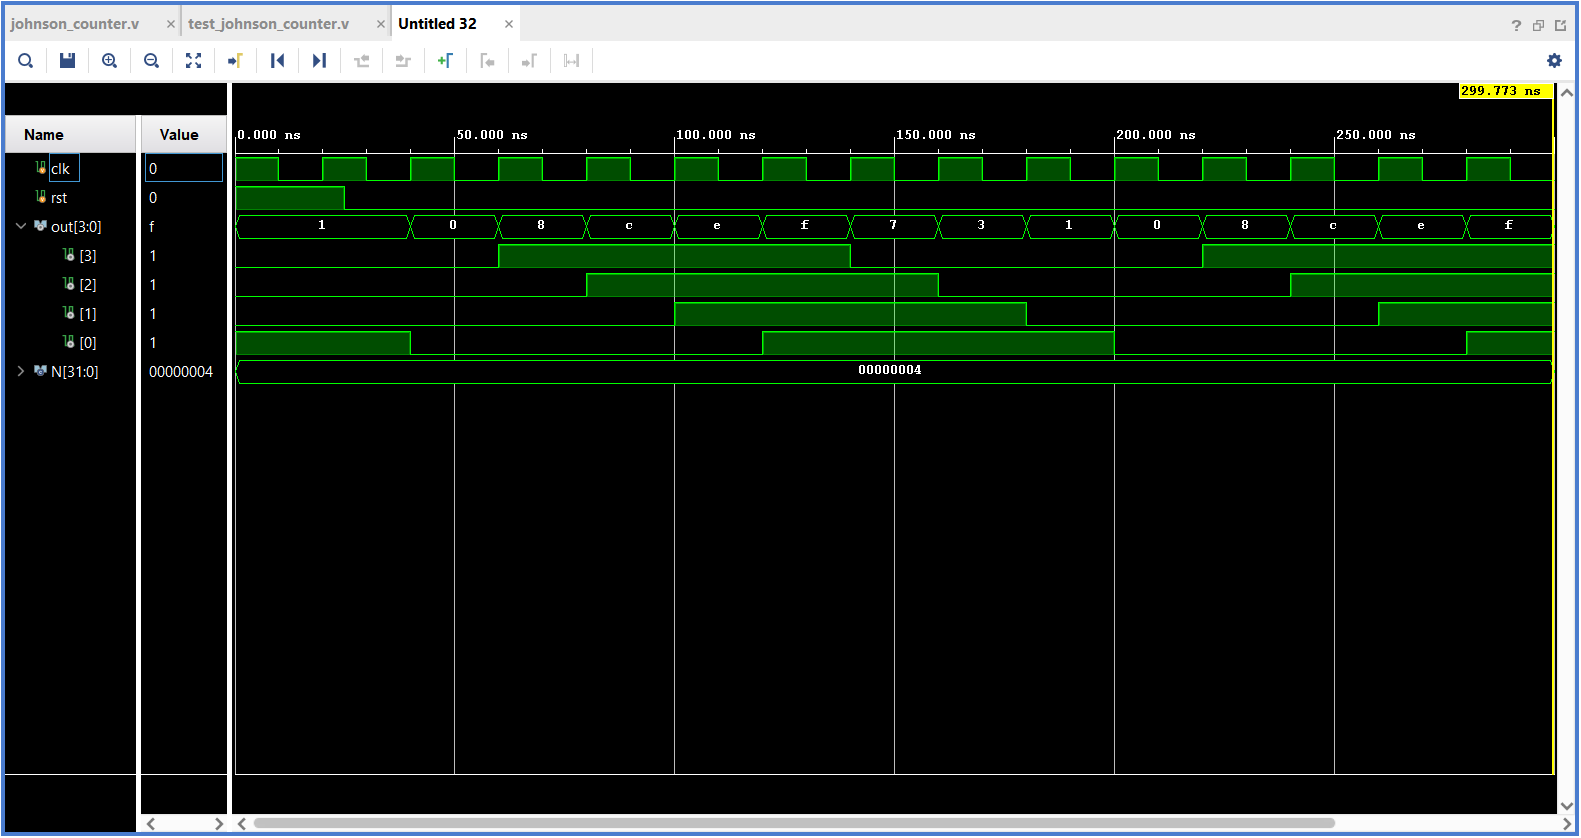 johnson_counter.v × test_johnson_counter.v × Untitled 32 ×
?
299.773 ns
Name Value 0.000 ns 50.000 ns 100.000 ns 150.000 ns 200.000 ns 250.000 ns
clk 0
rst 0
out[3:0] f 1 0 8 c e f 7 3 1 0 8 c e f
[3] 1
[2] 1
[1] 1
[0] 1
N[31:0] 00000004 00000004